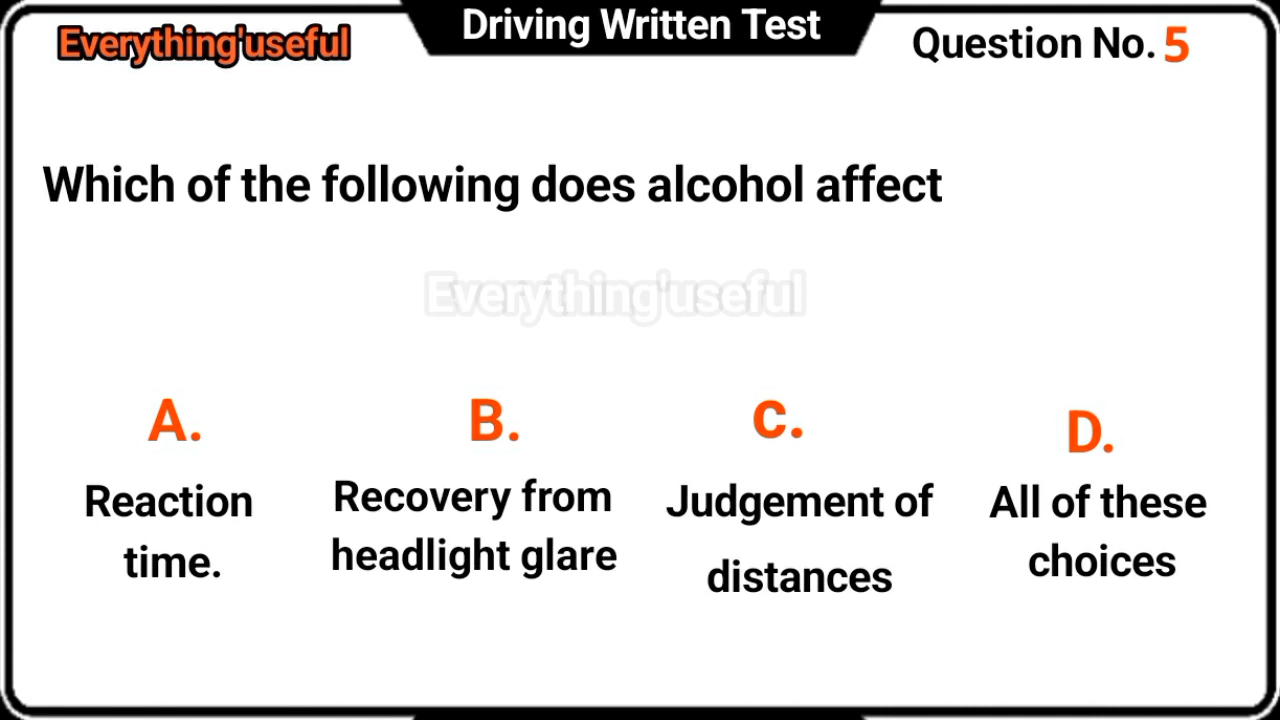 Everything'useful
Driving Written Test
Question No. 5
Which of the following does alcohol affect
Everything'useful
A.
Reaction
time.
B.
Recovery from
headlight glare
c.
Judgement of
distances
D.
All of these
choices